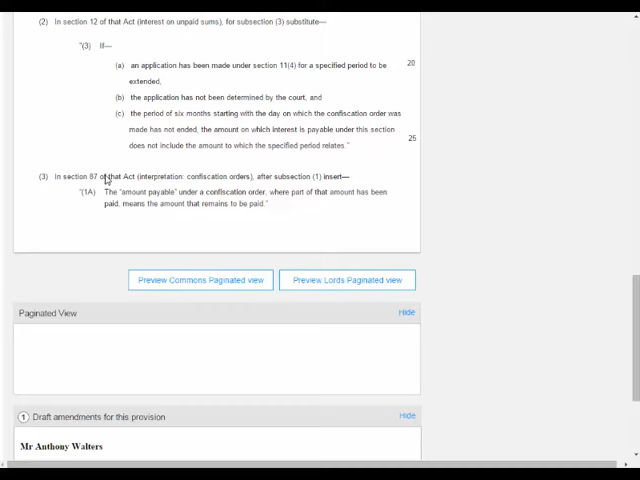 (2) In section 12 of that Act (interest on unpaid sums), for subsection (3) substitute—
"(3) If—
(a) an application has been made under section 11(4) for a specified period to be 20
extended,
(b) the application has not been determined by the court, and
(c) the period of six months starting with the day on which the confiscation order was
made has not ended, the amount on which interest is payable under this section
25
does not include the amount to which the specified period relates."
(3) In section 87 of that Act (interpretation: confiscation orders), after subsection (1) insert—
"(1A) The "amount payable" under a confiscation order, where part of that amount has been
paid, means the amount that remains to be paid."
Preview Commons Paginated view Preview Lords Paginated view
Paginated View Hide
1 Draft amendments for this provision Hide
Mr Anthony Walters